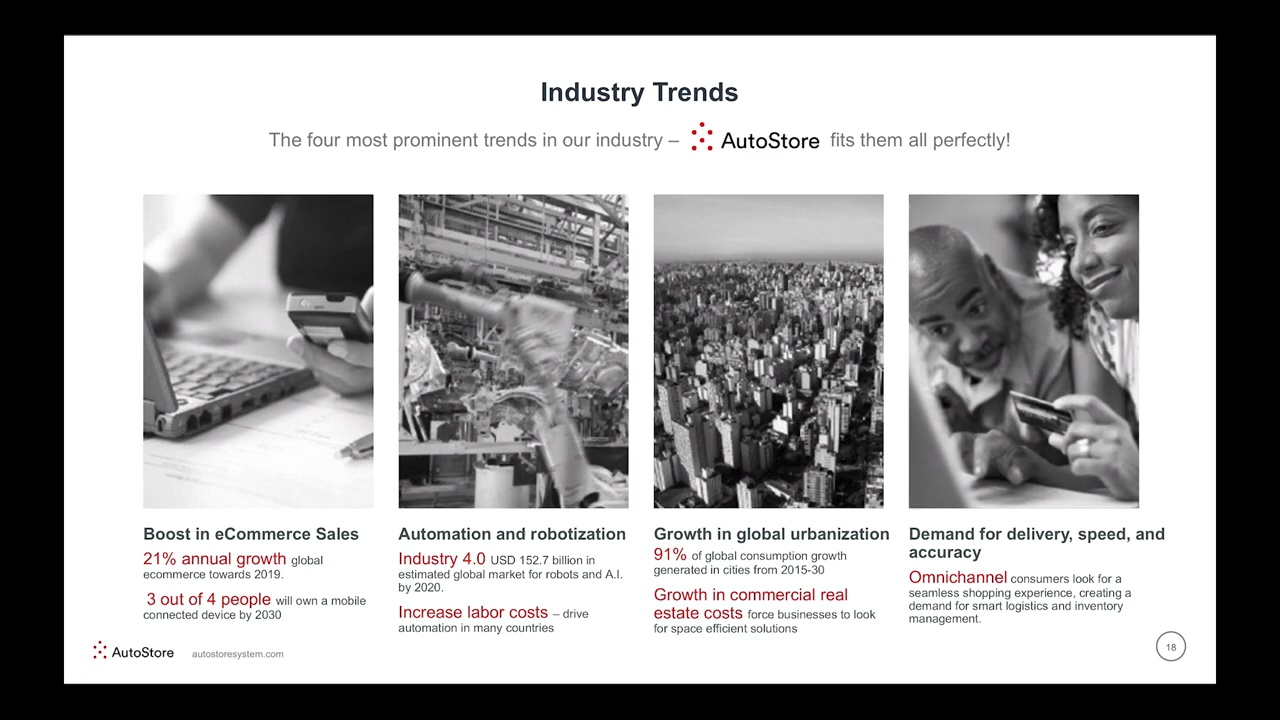 Industry Trends
The four most prominent trends in our industry – AutoStore fits them all perfectly!
Boost in eCommerce Sales
21% annual growth global
ecommerce towards 2019.
3 out of 4 people will own a mobile
connected device by 2030
Automation and robotization
Industry 4.0 USD 152.7 billion in
estimated global market for robots and A.I.
by 2020.
Increase labor costs – drive
automation in many countries
Growth in global urbanization
91% of global consumption growth
generated in cities from 2015-30
Growth in commercial real
estate costs force businesses to look
for space efficient solutions
Demand for delivery, speed, and
accuracy
Omnichannel consumers look for a
seamless shopping experience, creating a
demand for smart logistics and inventory
management.
AutoStore autostoresystem.com
18